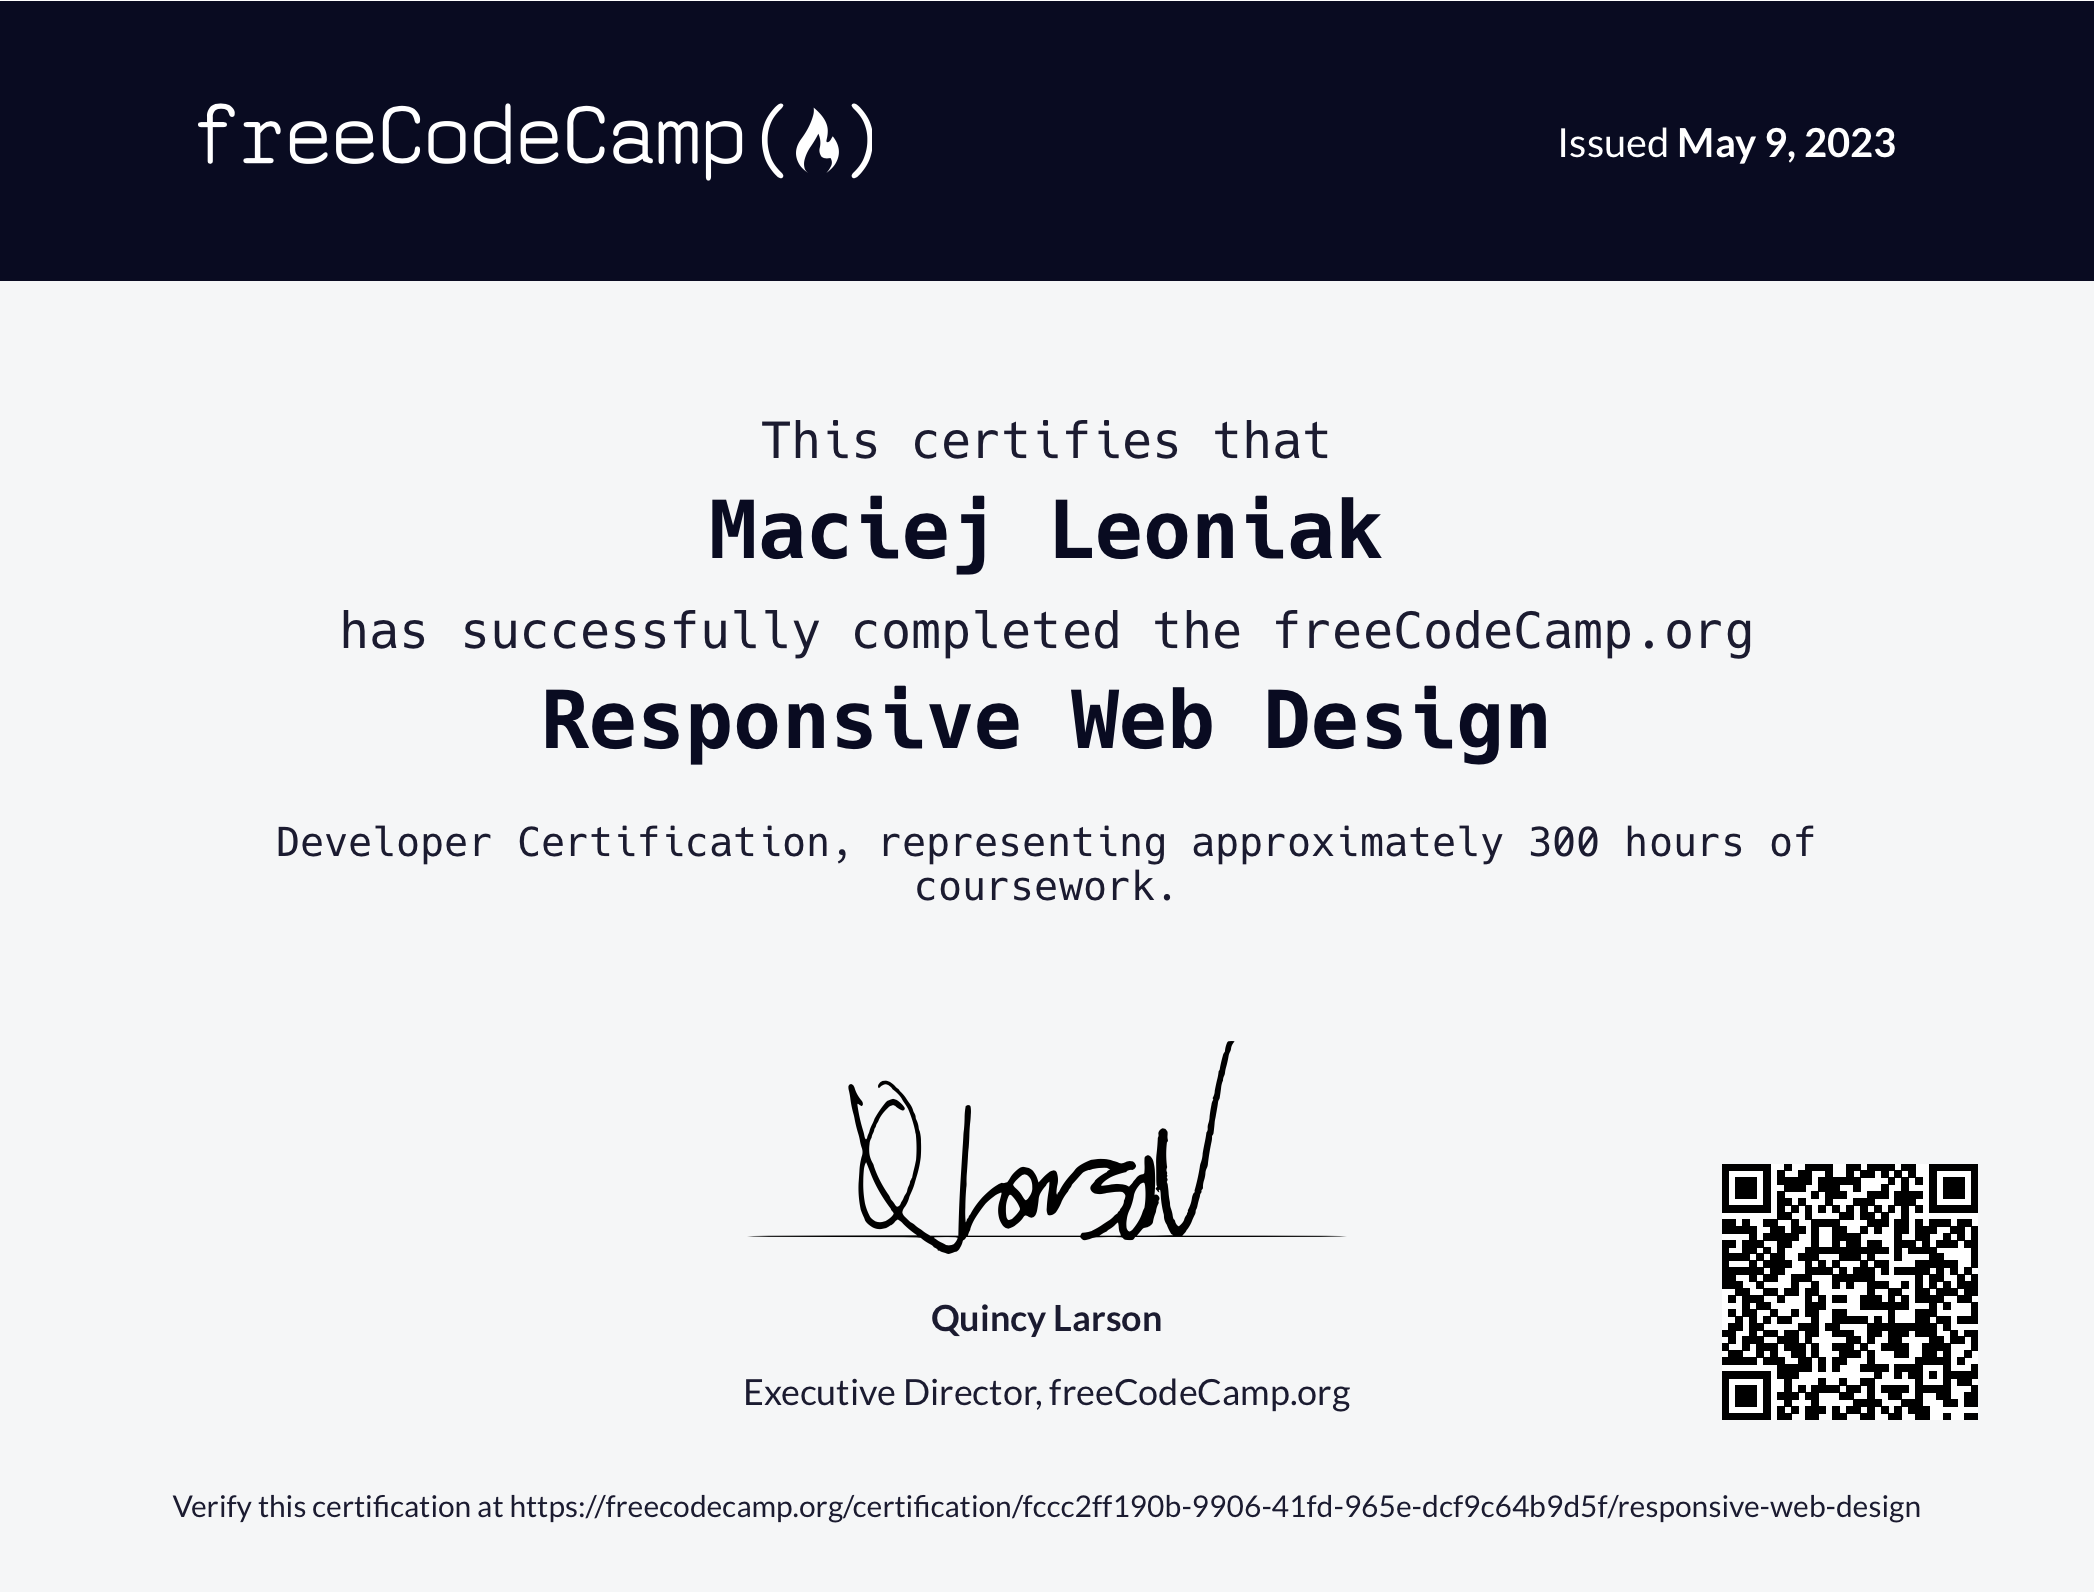 freeCodeCamp
Issued May 9, 2023
This certifies that
Maciej Leoniak
has successfully completed the freeCodeCamp.org
Responsive Web Design
Developer Certification, representing approximately 300 hours of
coursework.
Q Larson
Quincy Larson
Executive Director, freeCodeCamp.org
Verify this certification at https://freecodecamp.org/certification/fccc2ff190b-9906-41fd-965e-dcf9c64b9d5f/responsive-web-design